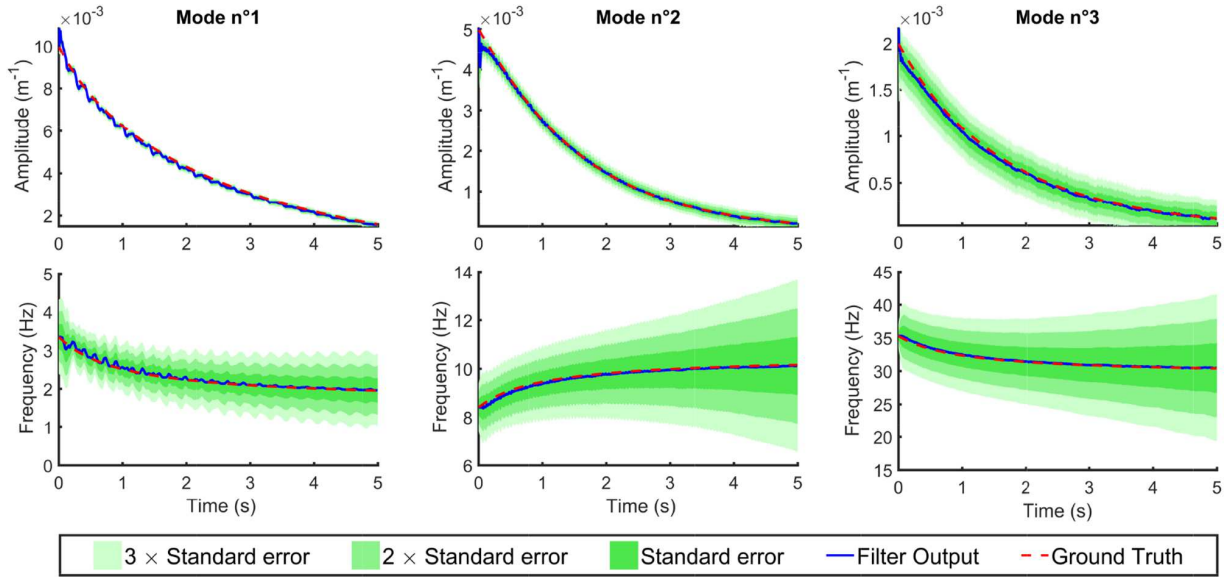 Mode n°1
Mode n°2
Mode n°3
× 10⁻³
× 10⁻³
× 10⁻³
Amplitude (m⁻¹)
10
8
6
4
2
0 1 2 3 4 5
Amplitude (m⁻¹)
5
4
3
2
1
0 1 2 3 4 5
Amplitude (m⁻¹)
2
1.5
1
0.5
0 1 2 3 4 5
Frequency (Hz)
5
4
3
2
1
0
0 1 2 3 4 5
Time (s)
Frequency (Hz)
14
12
10
8
6
0 1 2 3 4 5
Time (s)
Frequency (Hz)
45
40
35
30
25
20
15
0 1 2 3 4 5
Time (s)
3 × Standard error 2 × Standard error Standard error Filter Output Ground Truth